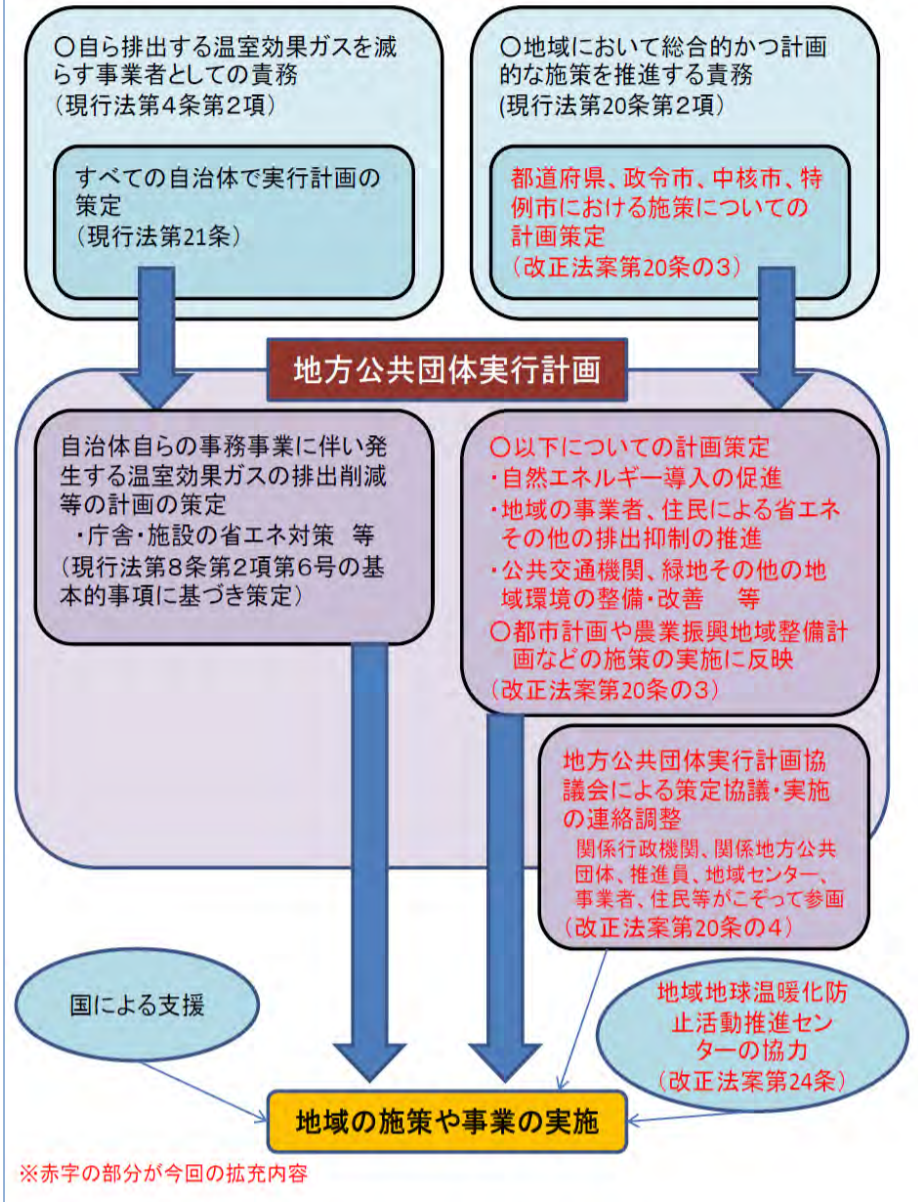 〇自ら排出する温室効果ガスを減
らす事業者としての責務
（現行法第4条第2項）
すべての自治体で実行計画の
策定
（現行法第21条）
〇地域において総合的かつ計画
的な施策を推進する責務
(現行法第20条第2項）
都道府県、政令市、中核市、特
例市における施策についての
計画策定
（改正法案第20条の3）
地方公共団体実行計画
自治体自らの事務事業に伴い発
生する温室効果ガスの排出削減
等の計画の策定
・庁舎・施設の省エネ対策 等
（現行法第8条第2項第6号の基
本的事項に基づき策定）
〇以下についての計画策定
・自然エネルギー導入の促進
・地域の事業者、住民による省エネ
その他の排出抑制の推進
・公共交通機関、緑地その他の地
域環境の整備・改善 等
〇都市計画や農業振興地域整備計
画などの施策の実施に反映
（改正法案第20条の3）
地方公共団体実行計画協
議会による策定協議・実施
の連絡調整
関係行政機関、関係地方公共
団体、推進員、地域センター、
事業者、住民等がこぞって参画
（改正法案第20条の4）
国による支援
地域地球温暖化防
止活動推進セン
ターの協力
（改正法案第24条）
地域の施策や事業の実施
※赤字の部分が今回の拡充内容